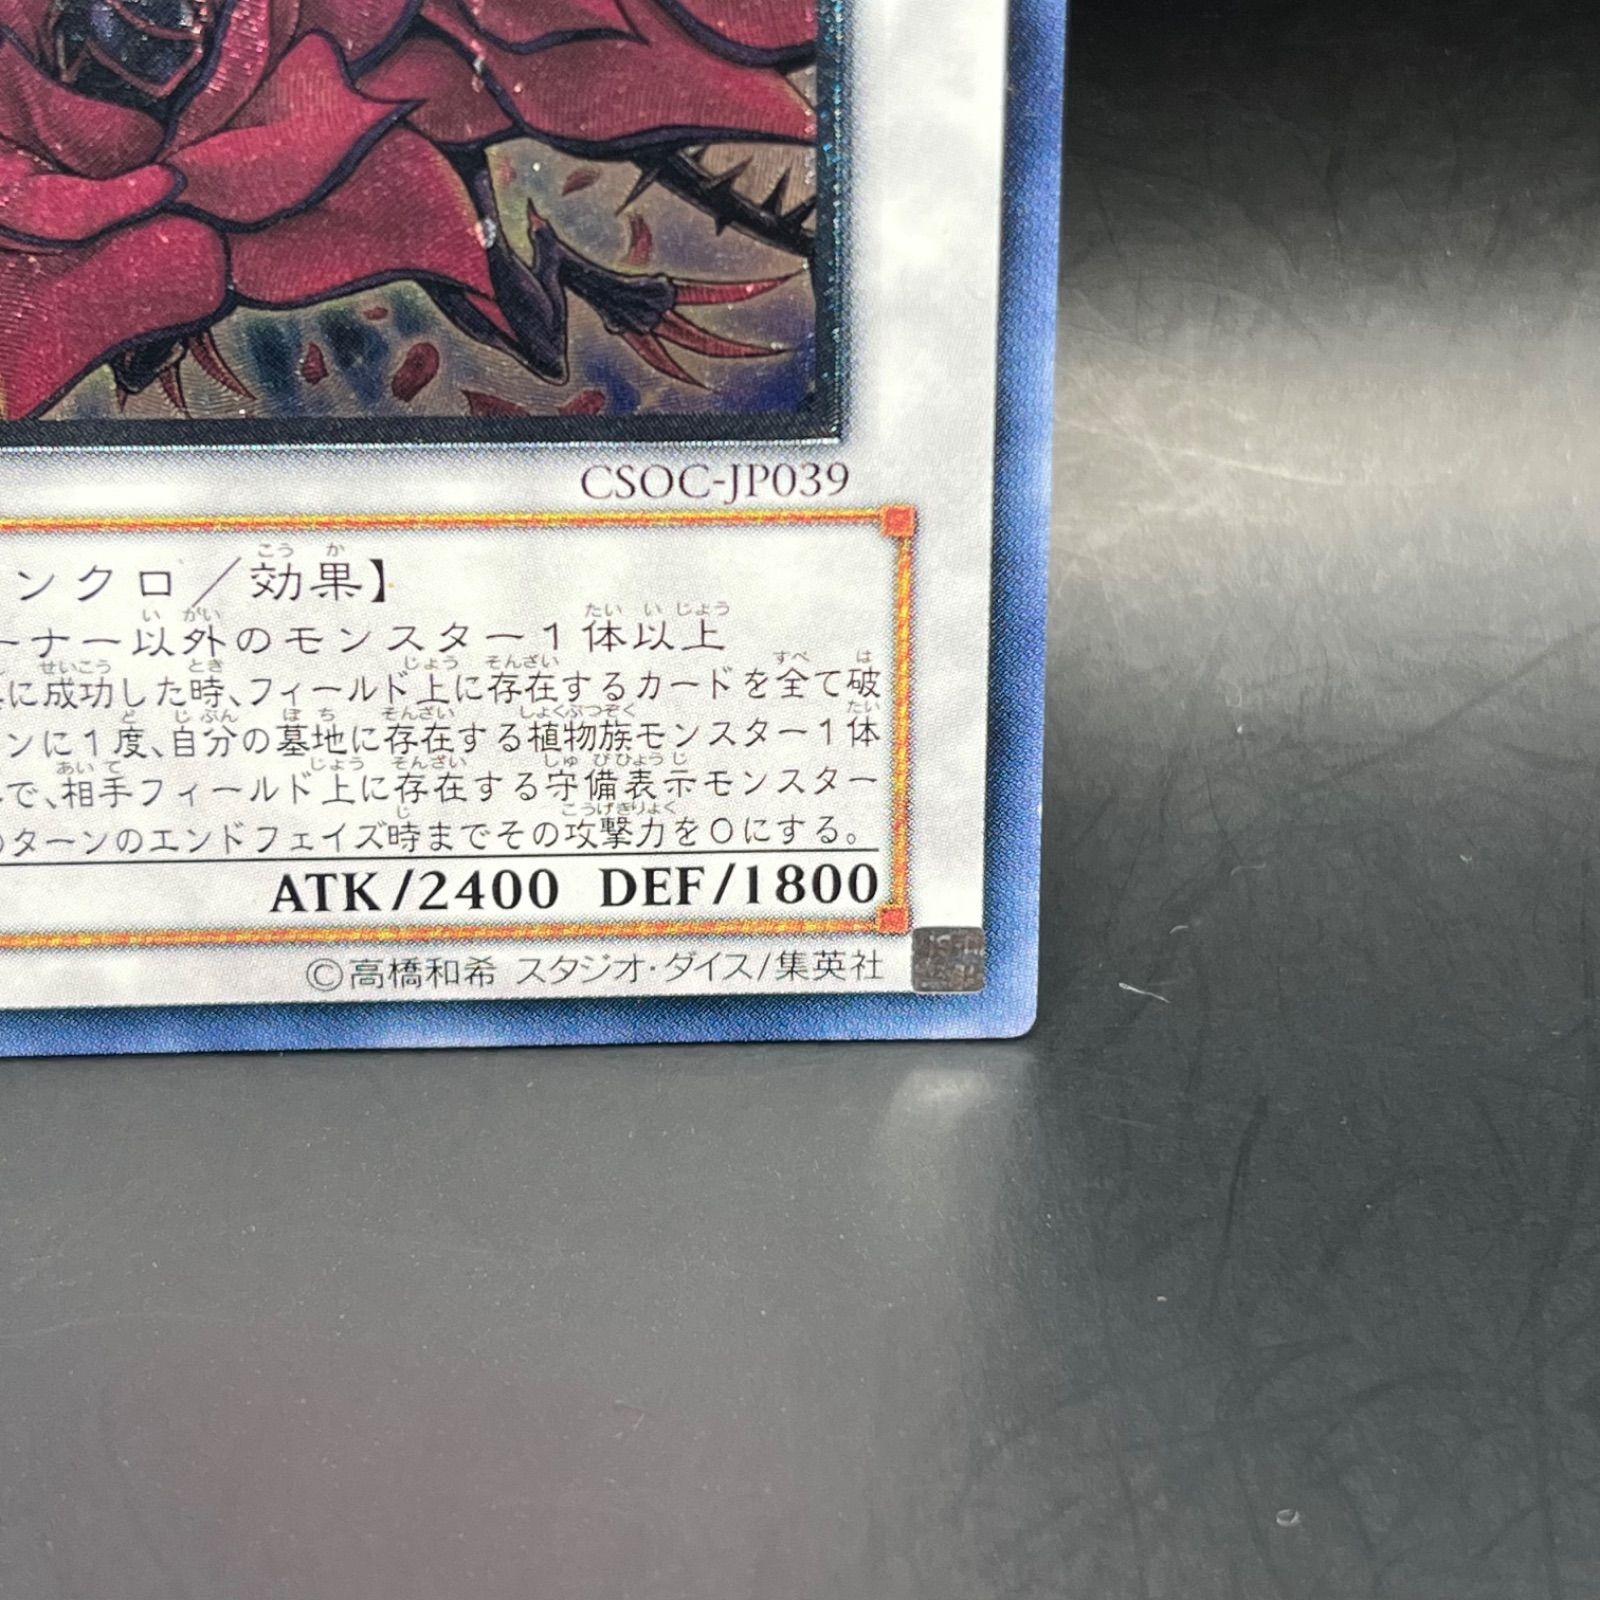 CSOC-JP039
ンクロ／効果】
ーナー以外のモンスター１体以上
に成功した時、フィールド上に存在するカードを全て破
ンに１度、自分の墓地に存在する植物族モンスター１体
で、相手フィールド上に存在する守備表示モンスター
のターンのエンドフェイズ時までその攻撃力を０にする。
ATK/2400 DEF/1800
©高橋和希 スタジオ・ダイス/集英社